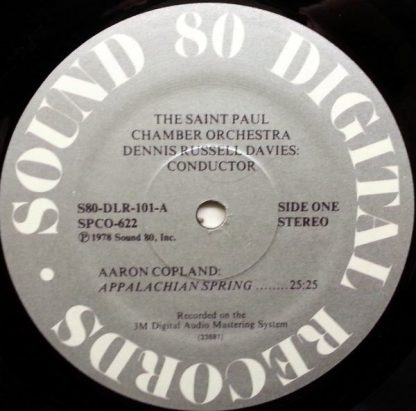 · SOUND 80 DIGITAL RECORDS
THE SAINT PAUL
CHAMBER ORCHESTRA
DENNIS RUSSELL DAVIES:
CONDUCTOR
S80-DLR-101-A SIDE ONE
SPCO-622 STEREO
Ⓟ 1978 Sound 80, Inc.
AARON COPLAND:
APPALACHIAN SPRING ........25:25
Recorded on the
3M Digital Audio Mastering System
(33881)